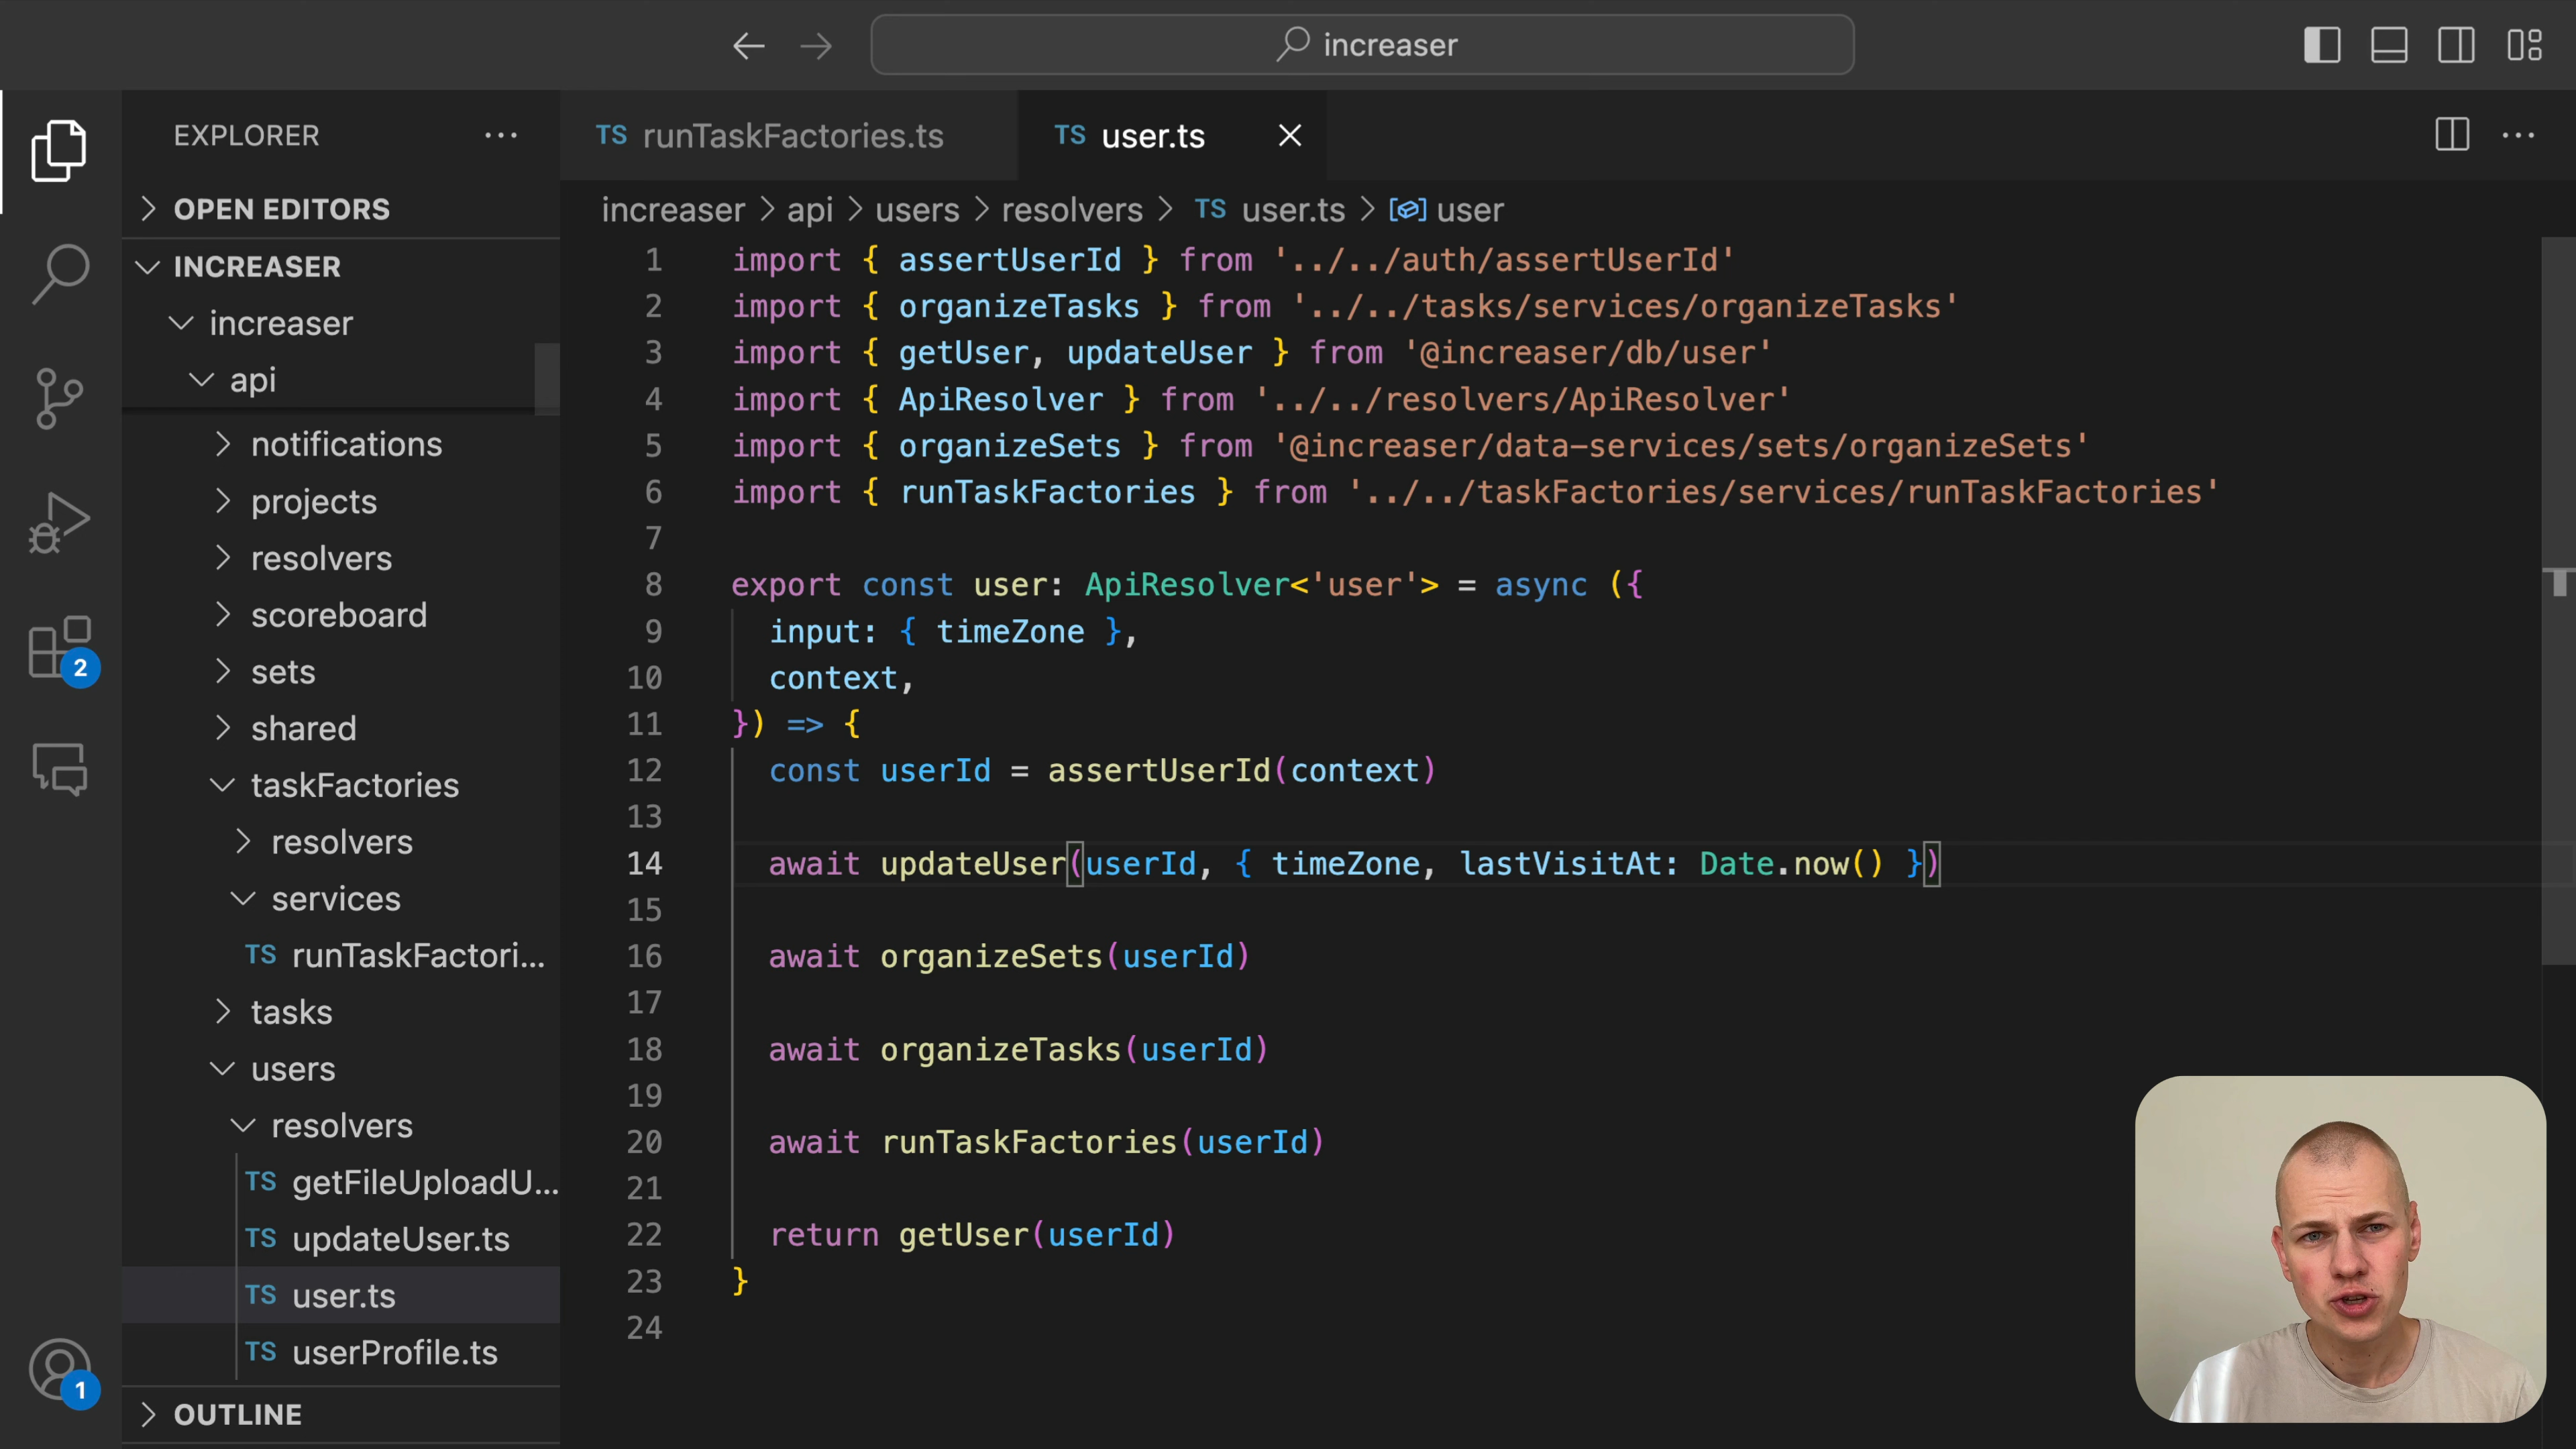 increaser
EXPLORER
TS runTaskFactories.ts
TS user.ts
OPEN EDITORS
INCREASER
increaser
api
notifications
projects
resolvers
scoreboard
sets
shared
taskFactories
resolvers
services
TS runTaskFactori...
tasks
users
resolvers
TS getFileUploadU...
TS updateUser.ts
TS user.ts
TS userProfile.ts
OUTLINE
2
1
increaser > api > users > resolvers > TS user.ts > user
1 import { assertUserId } from '../../auth/assertUserId'
2 import { organizeTasks } from '../../tasks/services/organizeTasks'
3 import { getUser, updateUser } from '@increaser/db/user'
4 import { ApiResolver } from '../../resolvers/ApiResolver'
5 import { organizeSets } from '@increaser/data-services/sets/organizeSets'
6 import { runTaskFactories } from '../../taskFactories/services/runTaskFactories'
7
8 export const user: ApiResolver<'user'> = async ({
9 input: { timeZone },
10 context,
11 }) => {
12 const userId = assertUserId(context)
13
14 await updateUser(userId, { timeZone, lastVisitAt: Date.now() })
15
16 await organizeSets(userId)
17
18 await organizeTasks(userId)
19
20 await runTaskFactories(userId)
21
22 return getUser(userId)
23 }
24